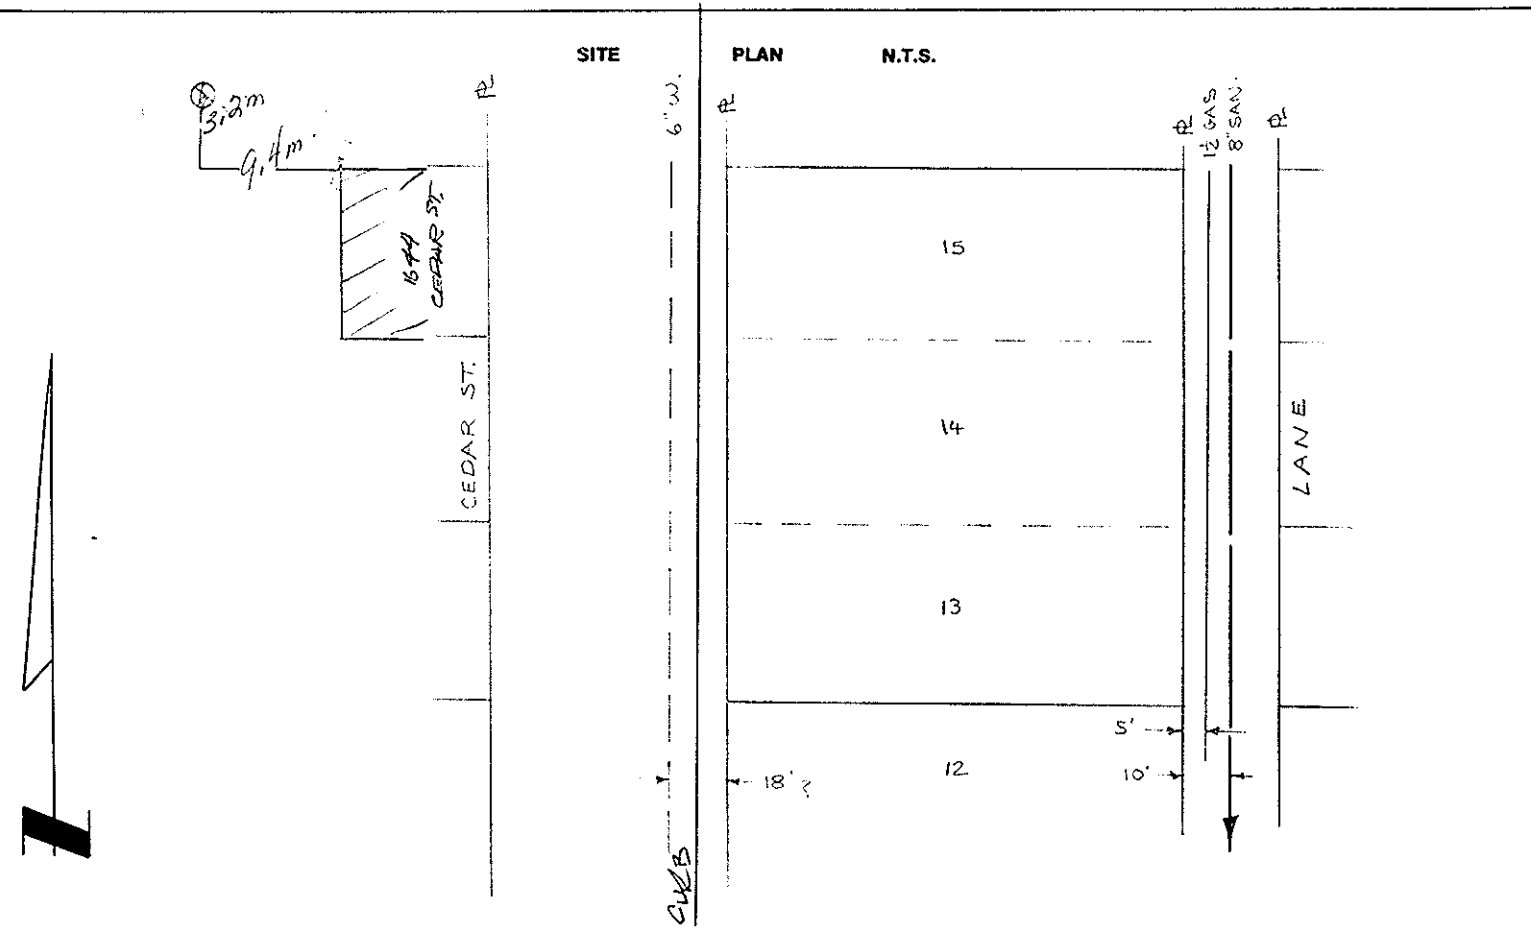 SITE PLAN N.T.S.
3.2m
9.4m
1644
CEDAR ST.
CEDAR ST.
6" W.
CURB
15
14
13
12
18' ?
1½ GAS
8" SAN.
5'
10'
LANE